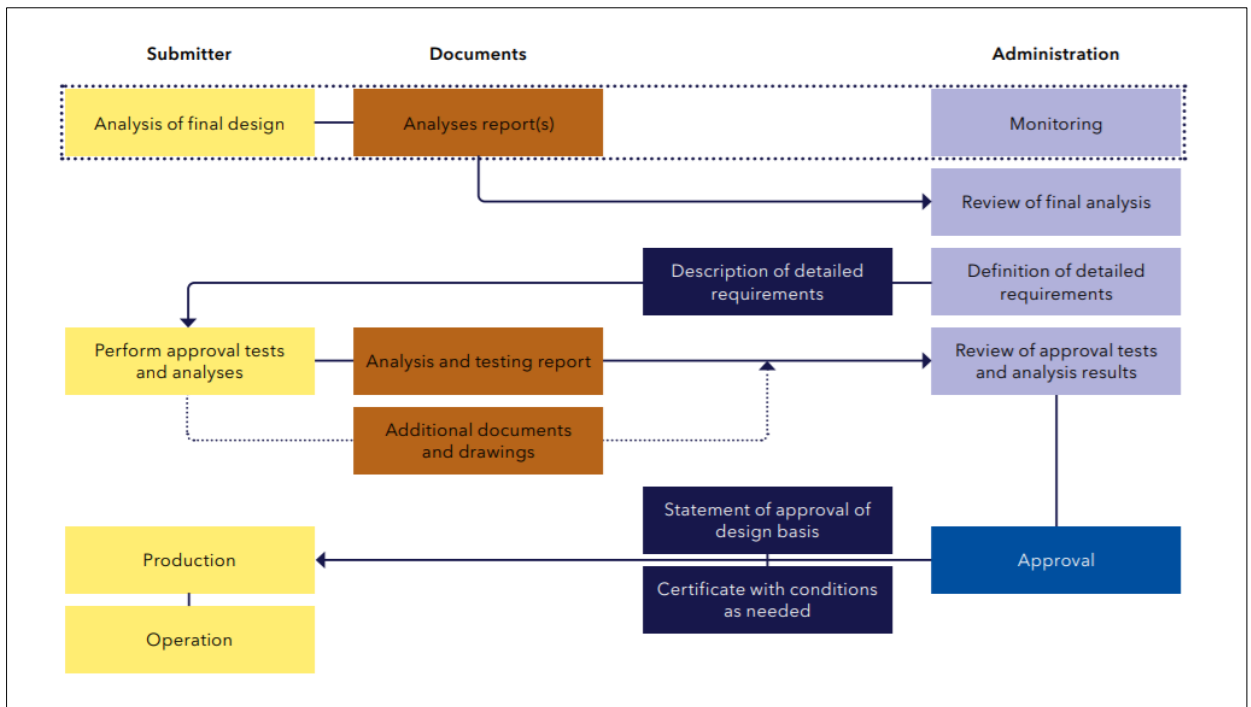 Submitter
Documents
Administration
Analysis of final design
Analyses report(s)
Monitoring
Review of final analysis
Description of detailed
requirements
Definition of detailed
requirements
Perform approval tests
and analyses
Analysis and testing report
Review of approval tests
and analysis results
Additional documents
and drawings
Statement of approval of
design basis
Production
Approval
Certificate with conditions
as needed
Operation